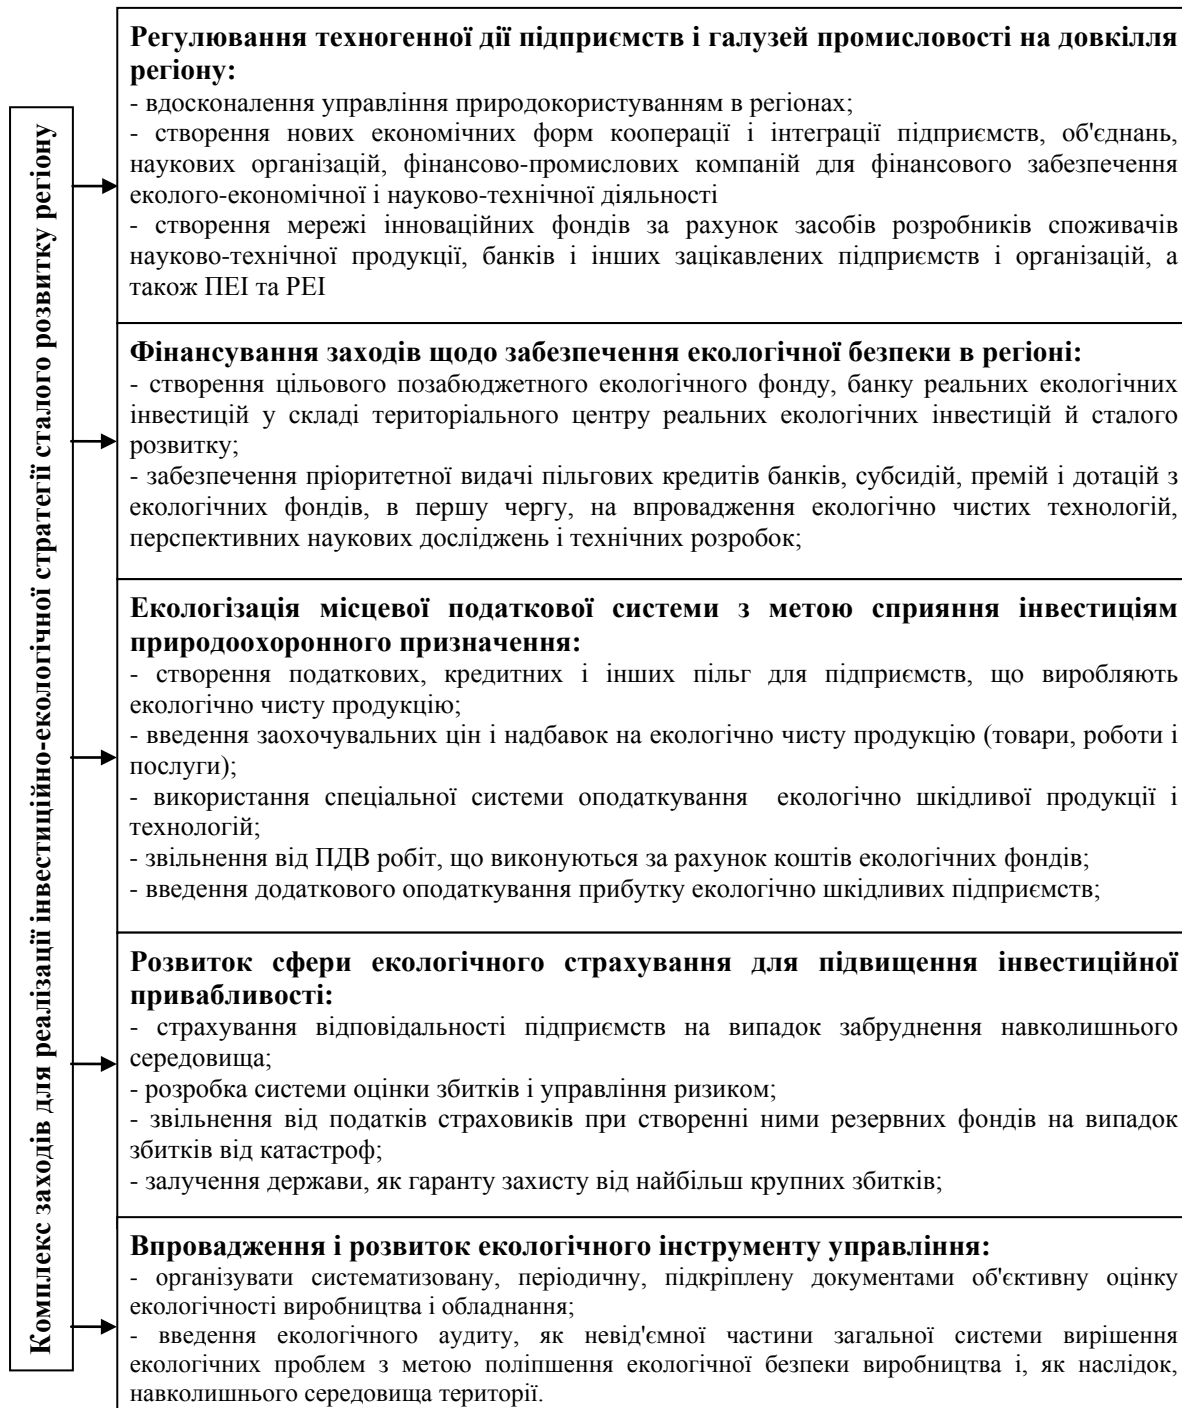 Комплекс заходів для реалізації інвестиційно-екологічної стратегії сталого розвитку регіону
Регулювання техногенної дії підприємств і галузей промисловості на довкілля
регіону:
- вдосконалення управління природокористуванням в регіонах;
- створення нових економічних форм кооперації і інтеграції підприємств, об'єднань,
наукових організацій, фінансово-промислових компаній для фінансового забезпечення
еколого-економічної і науково-технічної діяльності
- створення мережі інноваційних фондів за рахунок засобів розробників споживачів
науково-технічної продукції, банків і інших зацікавлених підприємств і організацій, а
також ПЕІ та РЕІ
Фінансування заходів щодо забезпечення екологічної безпеки в регіоні:
- створення цільового позабюджетного екологічного фонду, банку реальних екологічних
інвестицій у складі територіального центру реальних екологічних інвестицій й сталого
розвитку;
- забезпечення пріоритетної видачі пільгових кредитів банків, субсидій, премій і дотацій з
екологічних фондів, в першу чергу, на впровадження екологічно чистих технологій,
перспективних наукових досліджень і технічних розробок;
Екологізація місцевої податкової системи з метою сприяння інвестиціям
природоохоронного призначення:
- створення податкових, кредитних і інших пільг для підприємств, що виробляють
екологічно чисту продукцію;
- введення заохочувальних цін і надбавок на екологічно чисту продукцію (товари, роботи і
послуги);
- використання спеціальної системи оподаткування екологічно шкідливої продукції і
технологій;
- звільнення від ПДВ робіт, що виконуються за рахунок коштів екологічних фондів;
- введення додаткового оподаткування прибутку екологічно шкідливих підприємств;
Розвиток сфери екологічного страхування для підвищення інвестиційної
привабливості:
- страхування відповідальності підприємств на випадок забруднення навколишнього
середовища;
- розробка системи оцінки збитків і управління ризиком;
- звільнення від податків страховиків при створенні ними резервних фондів на випадок
збитків від катастроф;
- залучення держави, як гаранту захисту від найбільш крупних збитків;
Впровадження і розвиток екологічного інструменту управління:
- організувати систематизовану, періодичну, підкріплену документами об'єктивну оцінку
екологічності виробництва і обладнання;
- введення екологічного аудиту, як невід'ємної частини загальної системи вирішення
екологічних проблем з метою поліпшення екологічної безпеки виробництва і, як наслідок,
навколишнього середовища території.